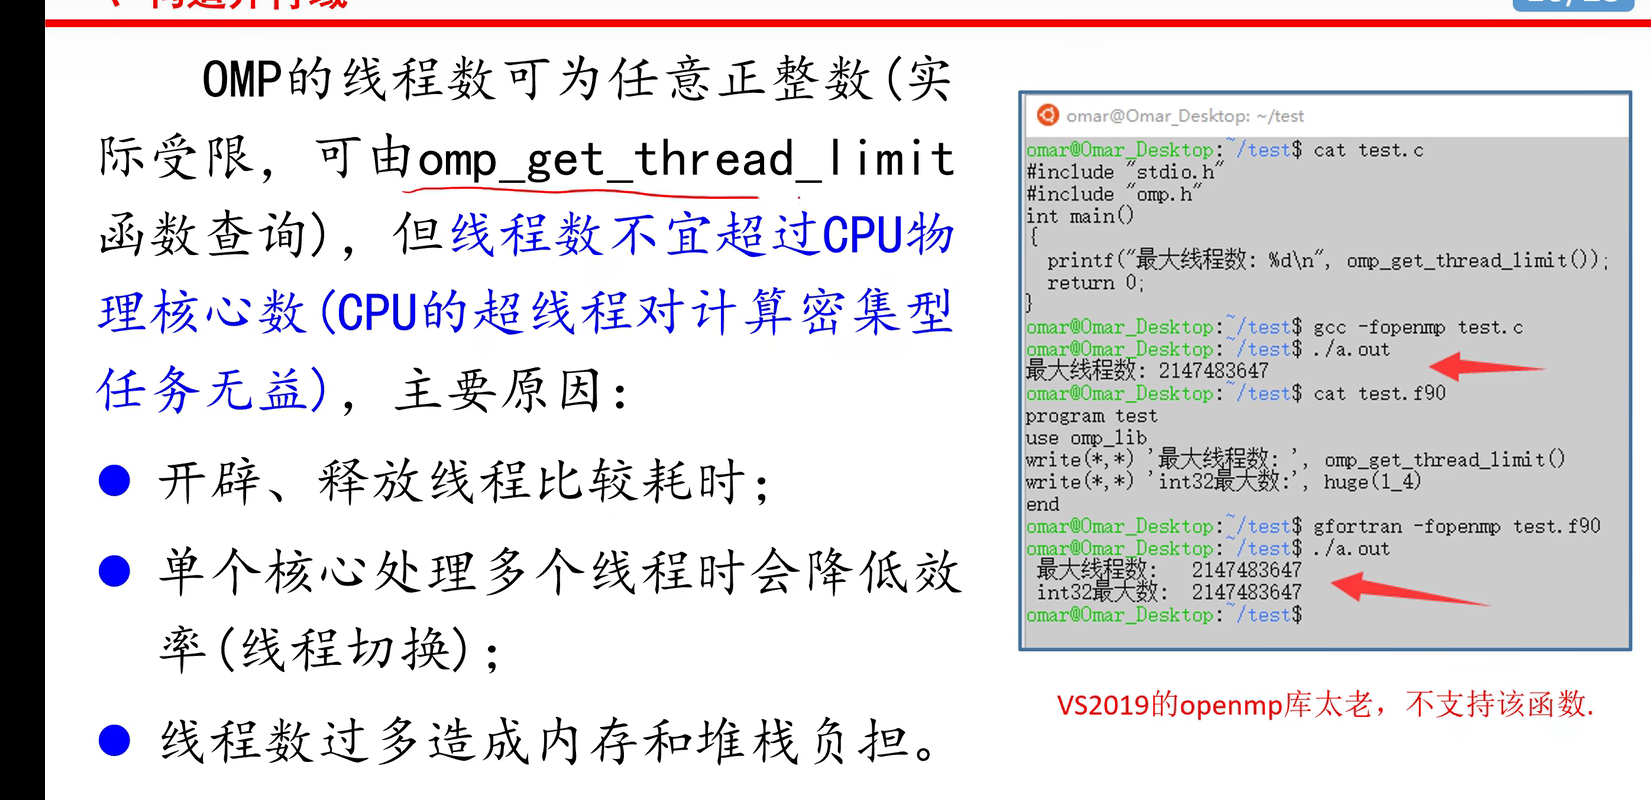 OMP的线程数可为任意正整数(实
际受限，可由omp_get_thread_limit
函数查询)，但线程数不宜超过CPU物
理核心数(CPU的超线程对计算密集型
任务无益)，主要原因：
● 开辟、释放线程比较耗时；
● 单个核心处理多个线程时会降低效
率(线程切换)；
● 线程数过多造成内存和堆栈负担。
omar@Omar_Desktop: ~/test
omar@Omar_Desktop:~/test$ cat test.c
#include "stdio.h"
#include "omp.h"
int main()
{
printf("最大线程数: %d\n", omp_get_thread_limit());
return 0;
}
omar@Omar_Desktop:~/test$ gcc -fopenmp test.c
omar@Omar_Desktop:~/test$ ./a.out
最大线程数: 2147483647
omar@Omar_Desktop:~/test$ cat test.f90
program test
use omp_lib
write(*,*) '最大线程数: ', omp_get_thread_limit()
write(*,*) 'int32最大数:', huge(1_4)
end
omar@Omar_Desktop:~/test$ gfortran -fopenmp test.f90
omar@Omar_Desktop:~/test$ ./a.out
最大线程数: 2147483647
int32最大数: 2147483647
omar@Omar_Desktop:~/test$
VS2019的openmp库太老，不支持该函数.